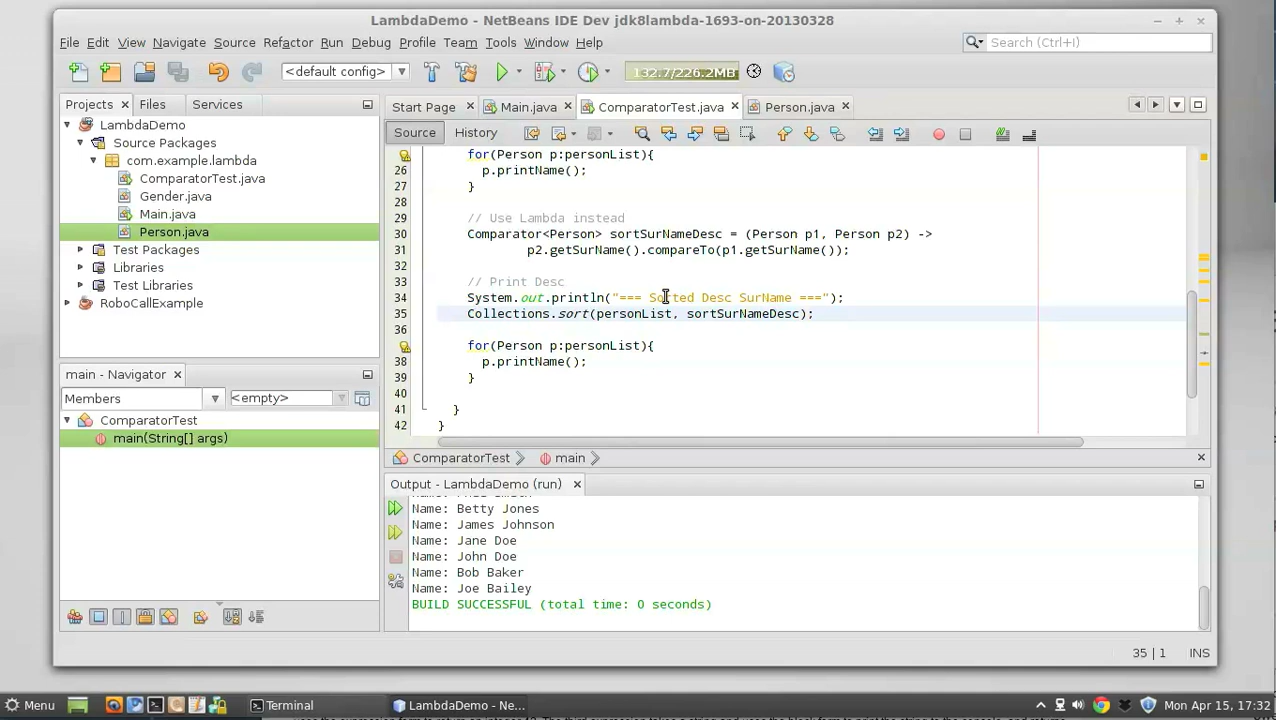 LambdaDemo - NetBeans IDE Dev jdk8lambda-1693-on-20130328
File Edit View Navigate Source Refactor Run Debug Profile Team Tools Window Help
Search (Ctrl+I)
<default config>
132.7/226.2MB
Projects Files Services
Start Page Main.java ComparatorTest.java Person.java
LambdaDemo
Source History
Source Packages
com.example.lambda
ComparatorTest.java
Gender.java
Main.java
Person.java
Test Packages
Libraries
Test Libraries
RoboCallExample
for(Person p:personList){
26 p.printName();
27 }
28
29 // Use Lambda instead
30 Comparator<Person> sortSurNameDesc = (Person p1, Person p2) ->
31 p2.getSurName().compareTo(p1.getSurName());
32
33 // Print Desc
34 System.out.println("=== Sorted Desc SurName ===");
35 Collections.sort(personList, sortSurNameDesc);
36
for(Person p:personList){
38 p.printName();
39 }
40
41 }
42 }
main - Navigator
Members <empty>
ComparatorTest
main(String[] args)
ComparatorTest main
Output - LambdaDemo (run)
Name: Betty Jones
Name: James Johnson
Name: Jane Doe
Name: John Doe
Name: Bob Baker
Name: Joe Bailey
BUILD SUCCESSFUL (total time: 0 seconds)
35 | 1 INS
Menu Terminal LambdaDemo - Ne... Mon Apr 15, 17:32